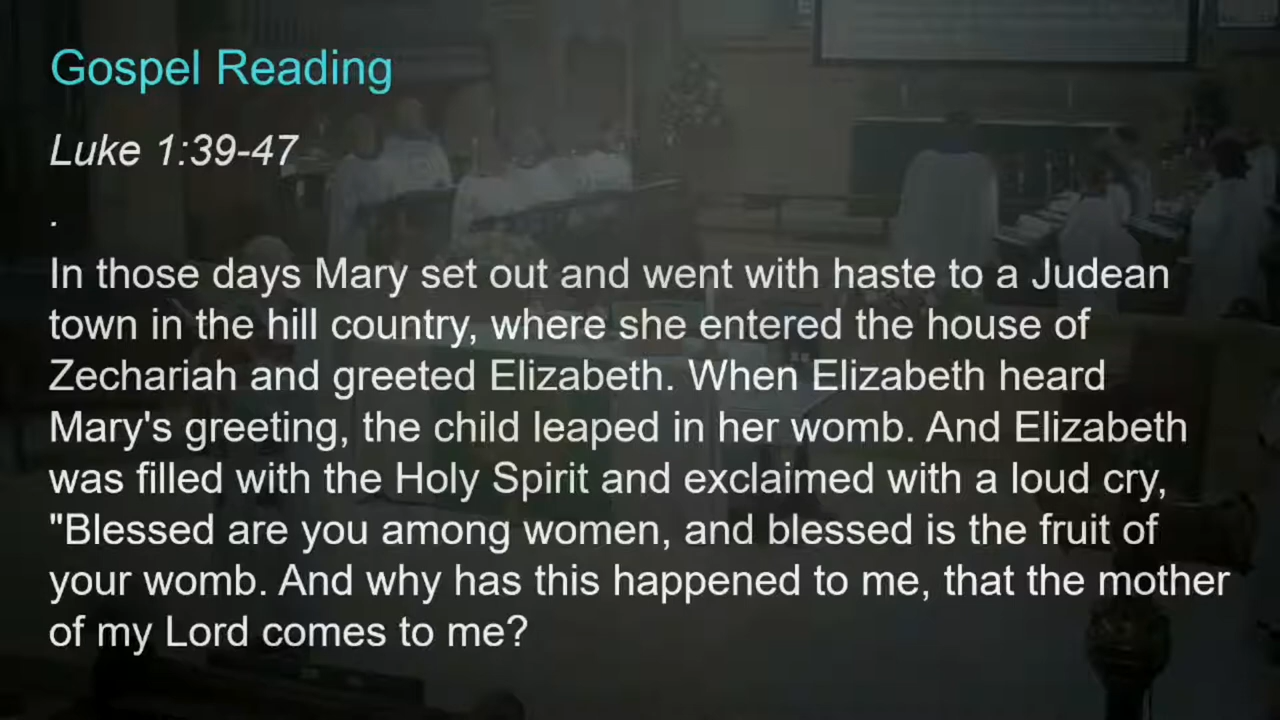 Gospel Reading
Luke 1:39-47
.
In those days Mary set out and went with haste to a Judean
town in the hill country, where she entered the house of
Zechariah and greeted Elizabeth. When Elizabeth heard
Mary's greeting, the child leaped in her womb. And Elizabeth
was filled with the Holy Spirit and exclaimed with a loud cry,
"Blessed are you among women, and blessed is the fruit of
your womb. And why has this happened to me, that the mother
of my Lord comes to me?